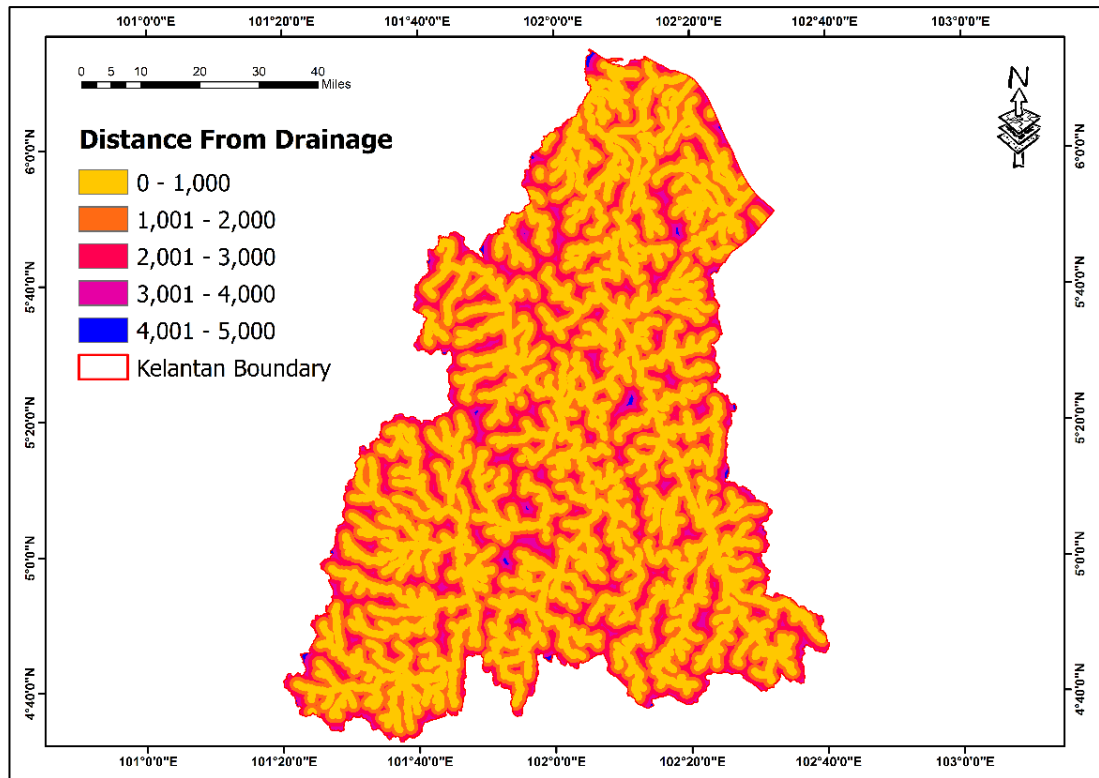 101°0'0"E 101°20'0"E 101°40'0"E 102°0'0"E 102°20'0"E 102°40'0"E 103°0'0"E
0 5 10 20 30 40
Miles
N
Distance From Drainage
0 - 1,000
1,001 - 2,000
2,001 - 3,000
3,001 - 4,000
4,001 - 5,000
Kelantan Boundary
6°0'0"N
5°40'0"N
5°20'0"N
5°0'0"N
4°40'0"N
6°0'0"N
5°40'0"N
5°20'0"N
5°0'0"N
4°40'0"N
101°0'0"E 101°20'0"E 101°40'0"E 102°0'0"E 102°20'0"E 102°40'0"E 103°0'0"E